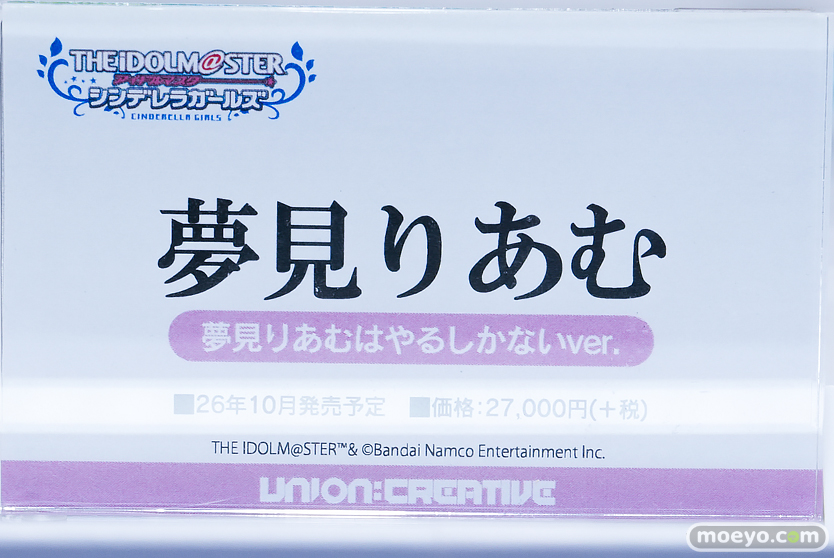 THE iDOLM@STER
アイドルマスター
シンデレラガールズ
CINDERELLA GIRLS
夢見りあむ
夢見りあむはやるしかないver.
■26年10月発売予定 ■価格:27,000円(+税)
THE IDOLM@STER™& ©Bandai Namco Entertainment Inc.
UNION:CREATIVE
moeyo.com